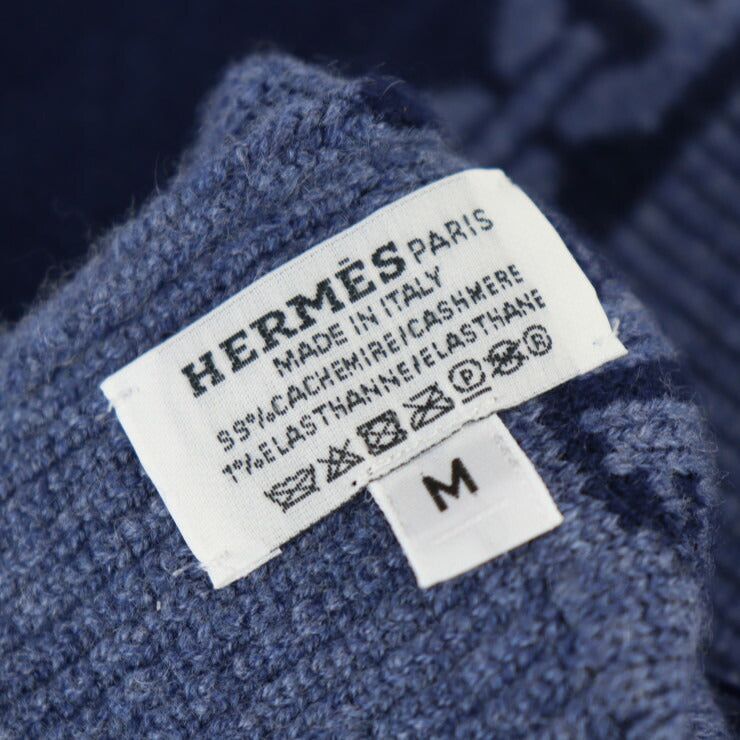 HERMÈS PARIS
MADE IN ITALY
99%CACHEMIRE/CASHMERE
1%ELASTHANNE/ELASTHANE
P ®
M